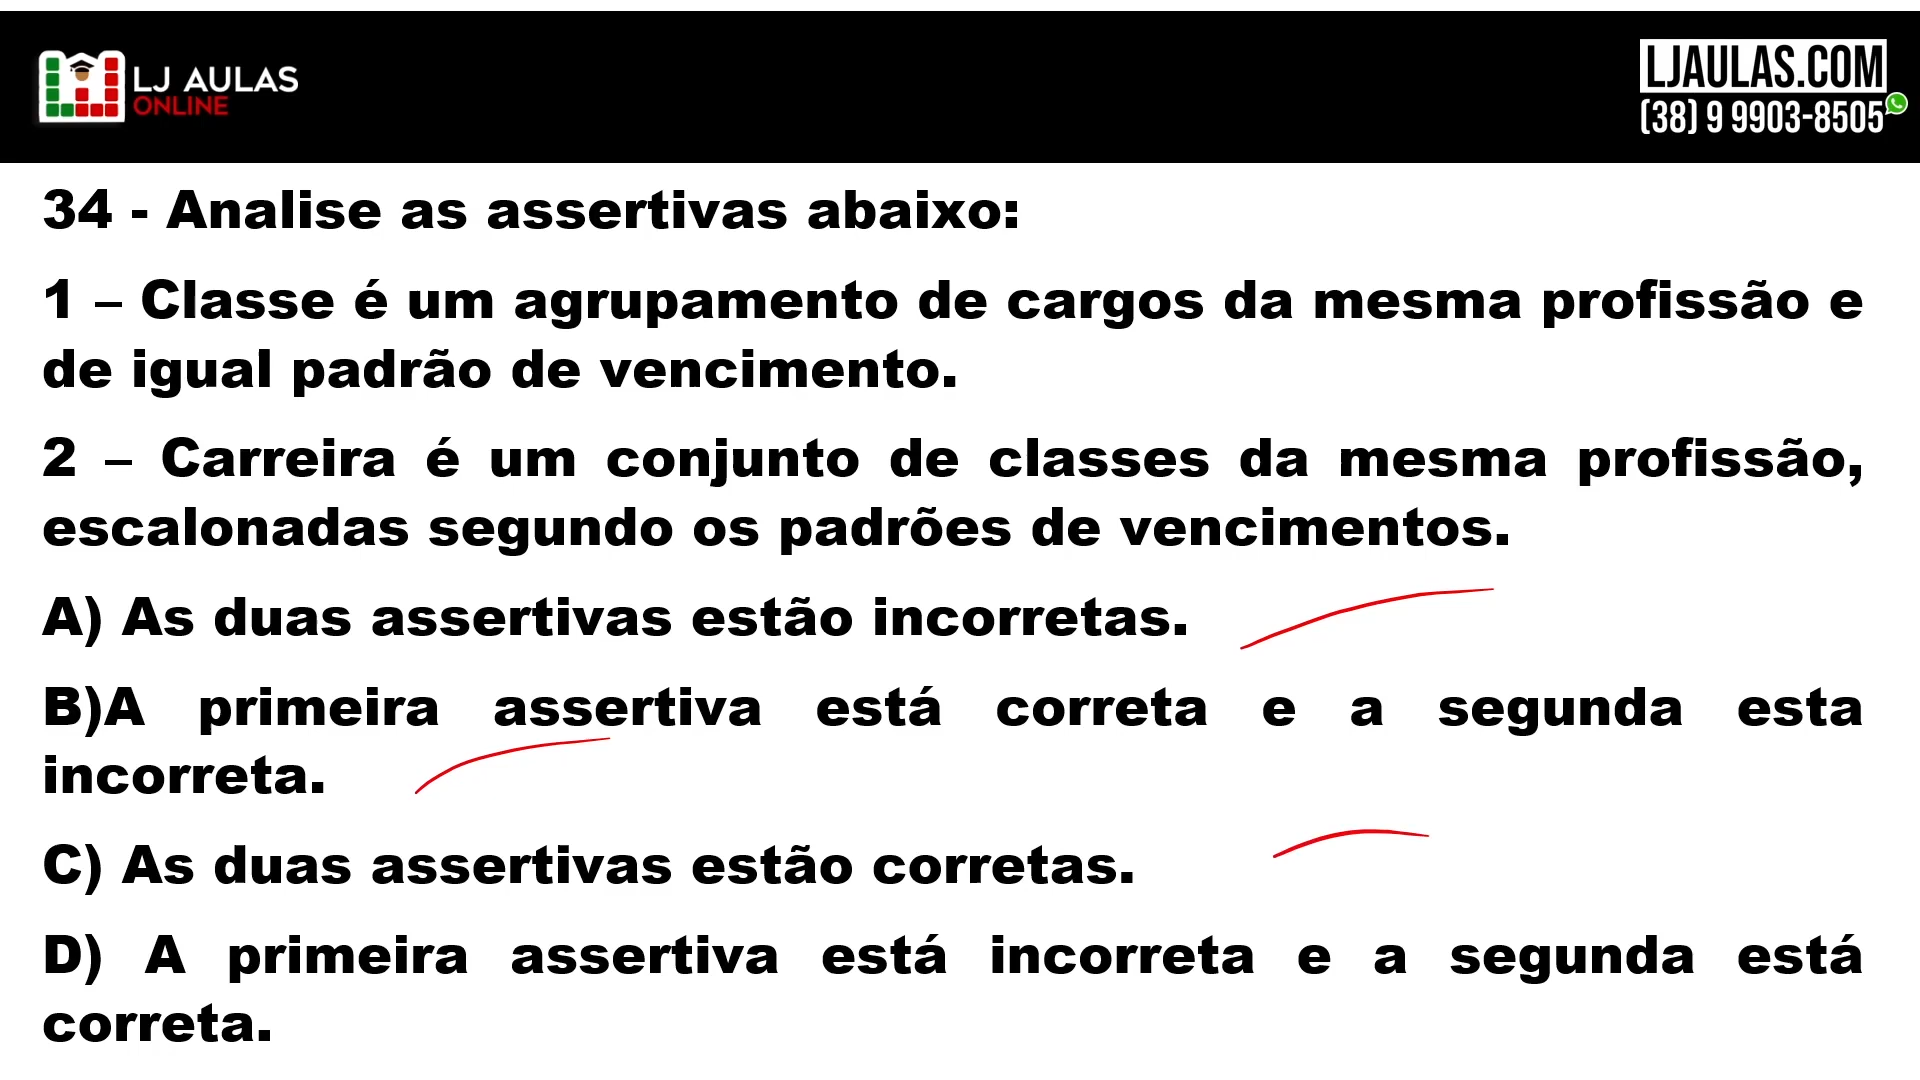 LJ AULAS
ONLINE
LJAULAS.COM
(38) 9 9903-8505
34 - Analise as assertivas abaixo:
1 – Classe é um agrupamento de cargos da mesma profissão e
de igual padrão de vencimento.
2 – Carreira é um conjunto de classes da mesma profissão,
escalonadas segundo os padrões de vencimentos.
A) As duas assertivas estão incorretas.
B)A primeira assertiva está correta e a segunda esta
incorreta.
C) As duas assertivas estão corretas.
D) A primeira assertiva está incorreta e a segunda está
correta.